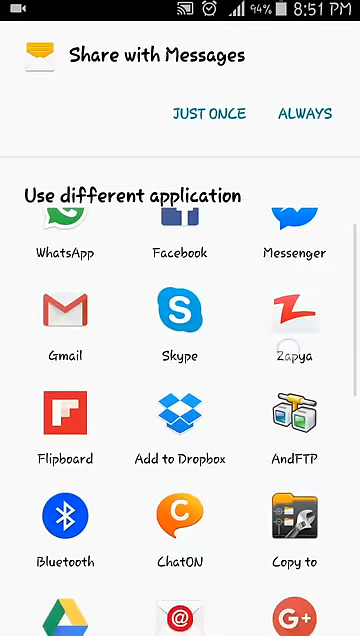 94% 8:51 PM
Share with Messages
JUST ONCE ALWAYS
Use different application
WhatsApp Facebook Messenger
Gmail Skype Zapya
Flipboard Add to Dropbox AndFTP
Bluetooth ChatON Copy to